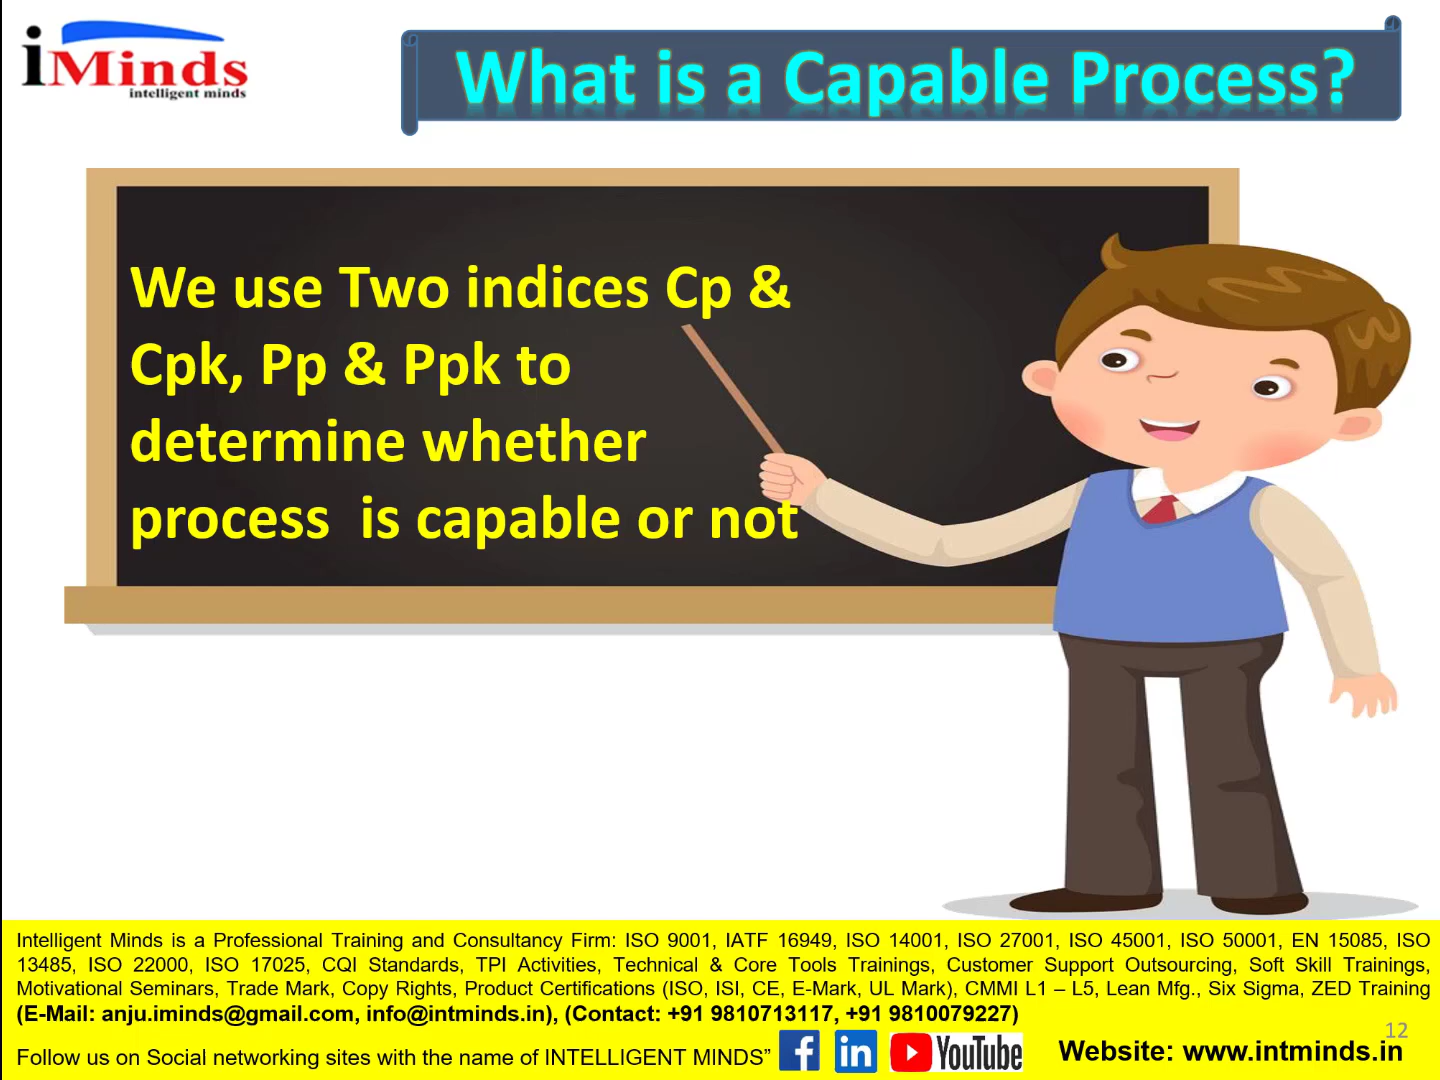 iMinds
intelligent minds
What is a Capable Process?
We use Two indices Cp &
Cpk, Pp & Ppk to
determine whether
process  is capable or not
Intelligent Minds is a Professional Training and Consultancy Firm: ISO 9001, IATF 16949, ISO 14001, ISO 27001, ISO 45001, ISO 50001, EN 15085, ISO
13485, ISO 22000, ISO 17025, CQI Standards, TPI Activities, Technical & Core Tools Trainings, Customer Support Outsourcing, Soft Skill Trainings,
Motivational Seminars, Trade Mark, Copy Rights, Product Certifications (ISO, ISI, CE, E-Mark, UL Mark), CMMI L1 – L5, Lean Mfg., Six Sigma, ZED Training
(E-Mail: anju.iminds@gmail.com, info@intminds.in), (Contact: +91 9810713117, +91 9810079227)
12
Follow us on Social networking sites with the name of INTELLIGENT MINDS” f in YouTube Website: www.intminds.in